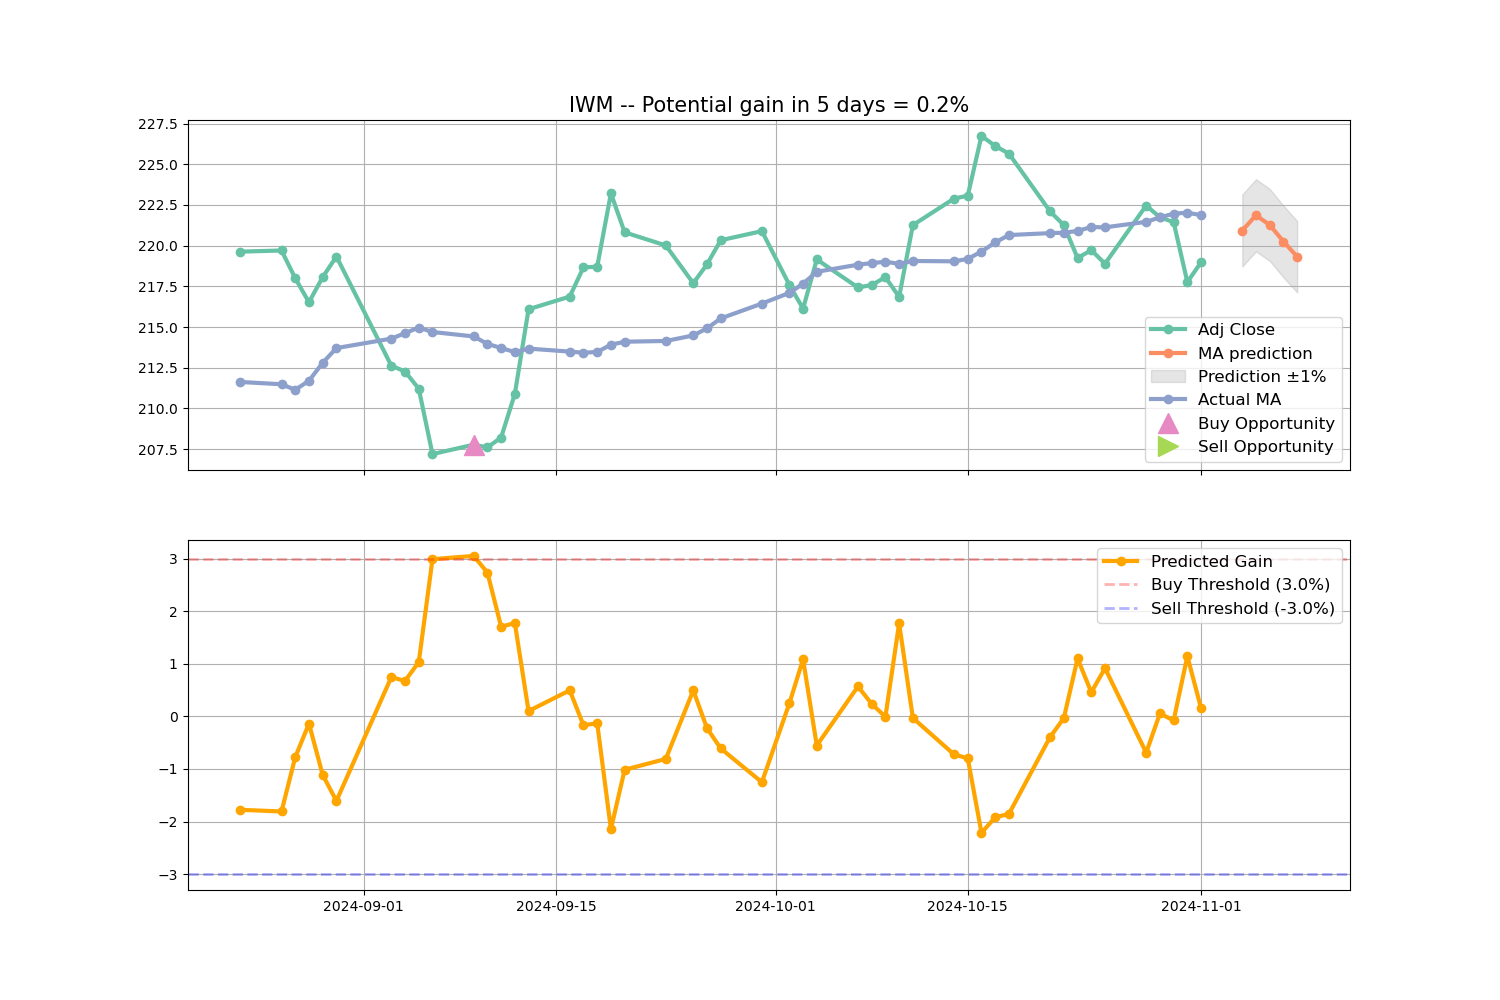 IWM -- Potential gain in 5 days = 0.2%
227.5
225.0
222.5
220.0
217.5
215.0
212.5
210.0
207.5
Adj Close
MA prediction
Prediction ±1%
Actual MA
Buy Opportunity
Sell Opportunity
3
2
1
0
−1
−2
−3
Predicted Gain
Buy Threshold (3.0%)
Sell Threshold (-3.0%)
2024-09-01
2024-09-15
2024-10-01
2024-10-15
2024-11-01